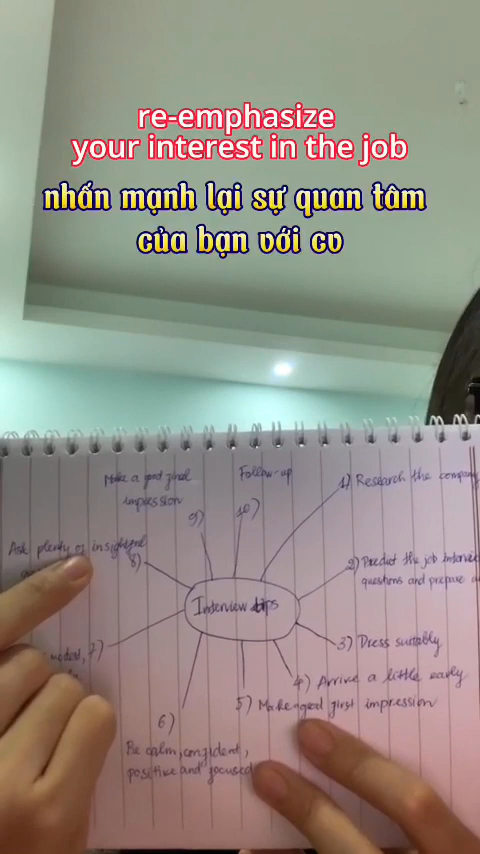 re-emphasize
your interest in the job
nhấn mạnh lại sự quan tâm
của bạn với cv
Make a good final
impression
Follow-up
1) Research the company
9)
10)
Ask plenty of insightful
8)
2) Predict the job interview
questions and prepare
Interview tips
3) Dress suitably
modest, 7)
4) Arrive a little early
5) Make a good first impression
6)
Be calm, confident,
positive and focused